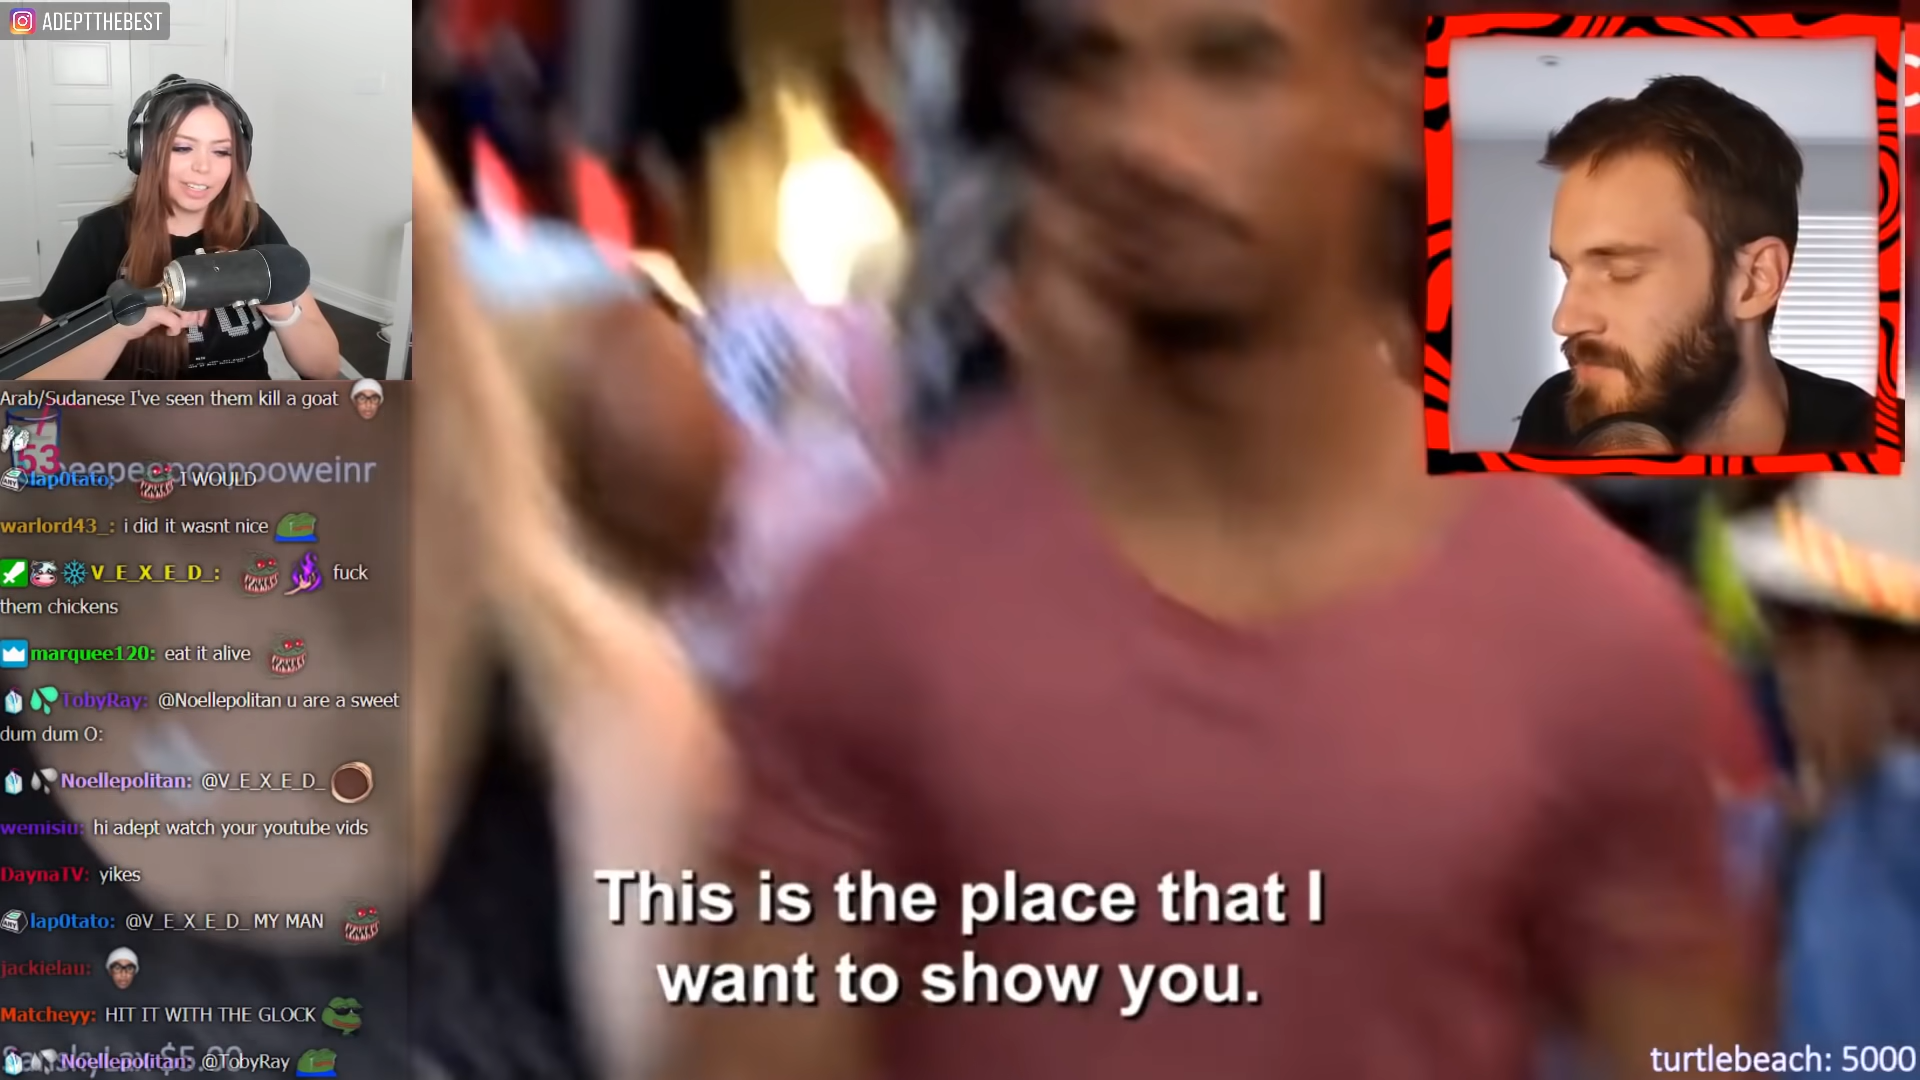 ADEPTTHEBEST
Arab/Sudanese I've seen them kill a goat
53
lap0tato: I WOULD
warlord43_: i did it wasnt nice
V_E_X_E_D_: fuck
them chickens
marquee120: eat it alive
TobyRay: @Noellepolitan u are a sweet
dum dum O:
Noellepolitan: @V_E_X_E_D_
wemisiu: hi adept watch your youtube vids
DaynaTV: yikes
lap0tato: @V_E_X_E_D_ MY MAN
jackielau:
Matcheyy: HIT IT WITH THE GLOCK
Noellepolitan: @TobyRay
This is the place that I
want to show you.
turtlebeach: 5000